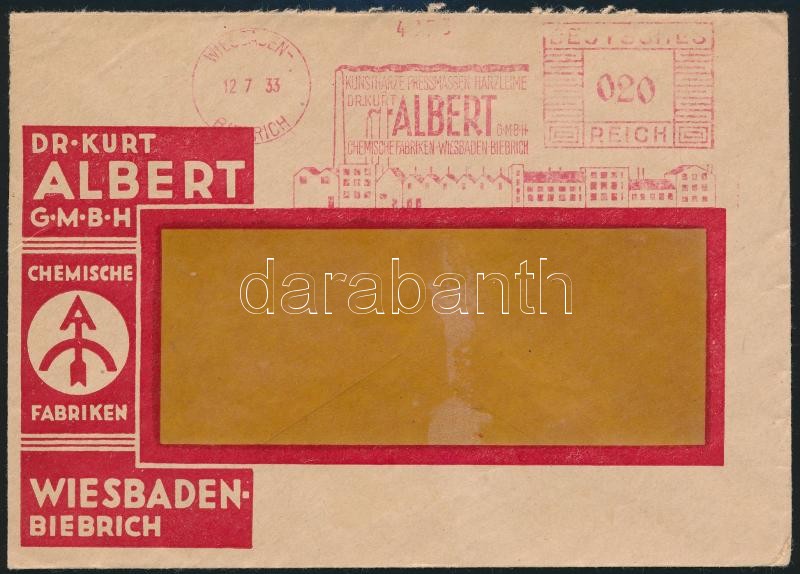 WIESBADEN-
12 7 33
BIEBRICH
KUNSTHARZE PRESSMASSEN HARZLEIME
DR. KURT
ALBERT
G·M·B·H
CHEMISCHE FABRIKEN-WIESBADEN-BIEBRICH
DEUTSCHES
020
REICH
DR·KURT
ALBERT
G·M·B·H
CHEMISCHE
FABRIKEN
WIESBADEN-
BIEBRICH
darabanth